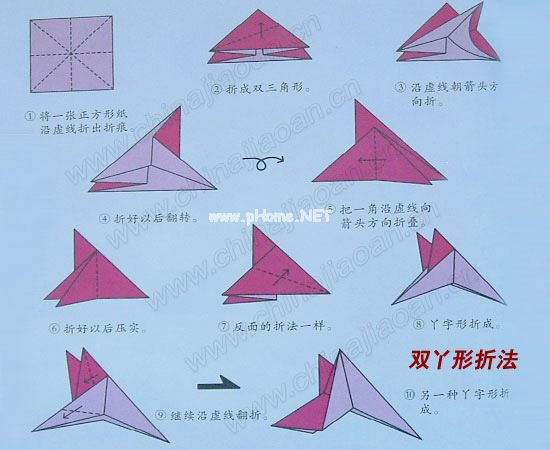 ① 将一张正方形纸
沿虚线折出折痕。
② 折成双三角形。
③ 沿虚线朝箭头方
向折。
④ 折好以后翻转。
www.pHome.NET
⑤ 把一角沿虚线向
箭头方向折叠。
⑥ 折好以后压实。
⑦ 反面的折法一样。
⑧ 丫字形折成。
双丫形折法
⑨ 继续沿虚线翻折。
⑩ 另一种丫字形折
成。
www.chinajiaoan.cn
www.chinajiaoan.cn
www.chinajiaoan.cn